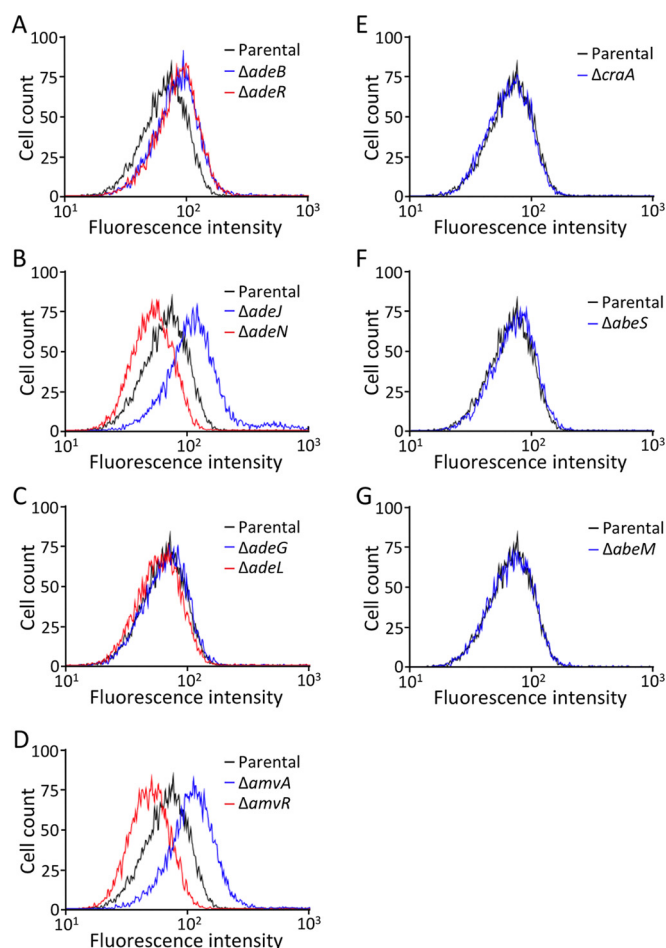 A
100
75
50
25
0
Cell count
Parental
ΔadeB
ΔadeR
10¹
10²
10³
Fluorescence intensity
B
100
75
50
25
0
Cell count
Parental
ΔadeJ
ΔadeN
10¹
10²
10³
Fluorescence intensity
C
100
75
50
25
0
Cell count
Parental
ΔadeG
ΔadeL
10¹
10²
10³
Fluorescence intensity
D
100
75
50
25
0
Cell count
Parental
ΔamvA
ΔamvR
10¹
10²
10³
Fluorescence intensity
E
100
75
50
25
0
Cell count
Parental
ΔcraA
10¹
10²
10³
Fluorescence intensity
F
100
75
50
25
0
Cell count
Parental
ΔabeS
10¹
10²
10³
Fluorescence intensity
G
100
75
50
25
0
Cell count
Parental
ΔabeM
10¹
10²
10³
Fluorescence intensity